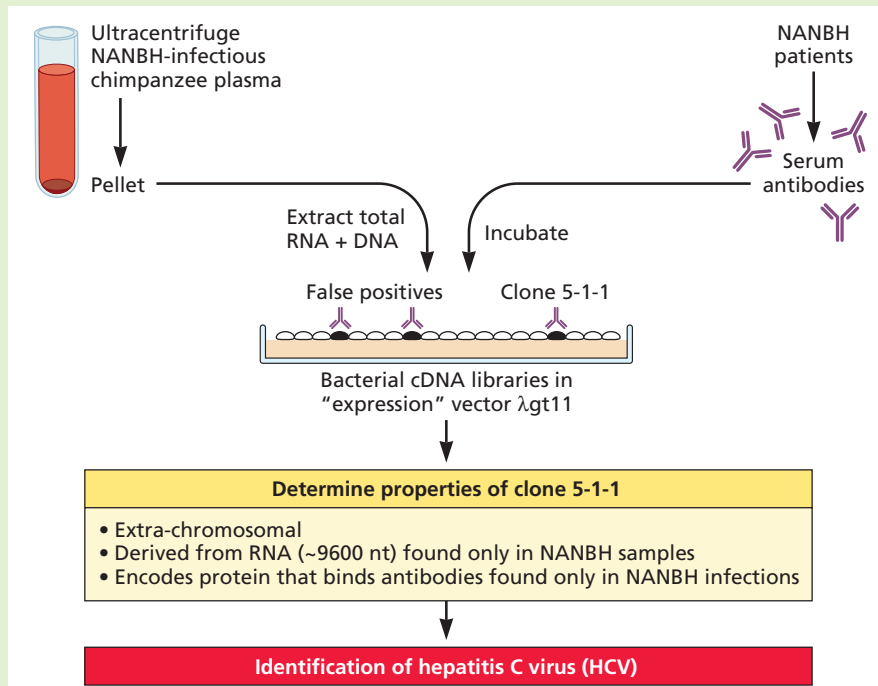 Ultracentrifuge
NANBH-infectious
chimpanzee plasma
NANBH
patients
Pellet
Serum
antibodies
Extract total
RNA + DNA
Incubate
False positives
Clone 5-1-1
Bacterial cDNA libraries in
“expression” vector λgt11
Determine properties of clone 5-1-1
• Extra-chromosomal
• Derived from RNA (~9600 nt) found only in NANBH samples
• Encodes protein that binds antibodies found only in NANBH infections
Identification of hepatitis C virus (HCV)